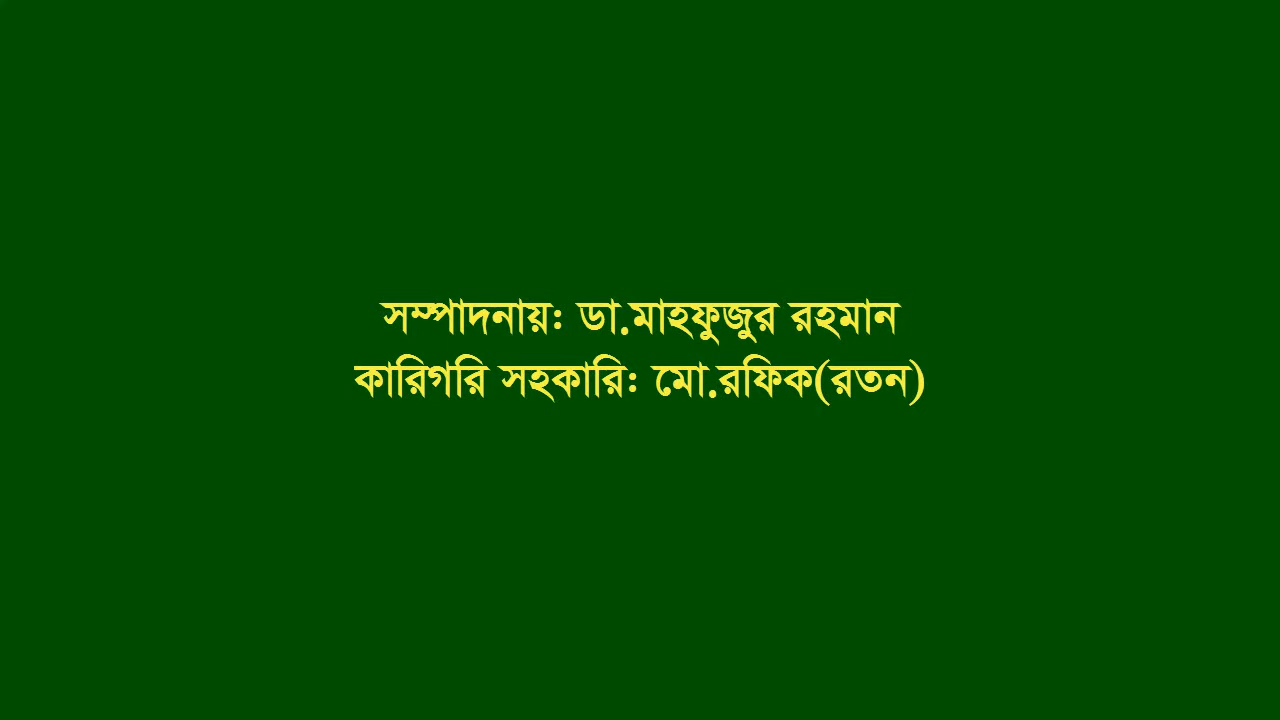 সম্পাদনায়ঃ ডা.মাহফুজুর রহমান
কারিগরি সহকারিঃ মো.রফিক(রতন)